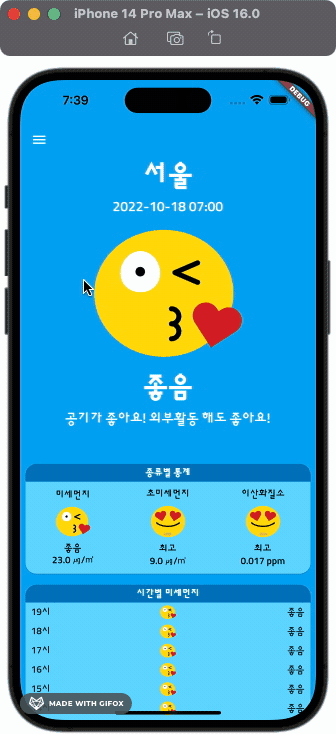 iPhone 14 Pro Max – iOS 16.0
7:39
DEBUG
서울
2022-10-18 07:00
좋음
공기가 좋아요! 외부활동 해도 좋아요!
종류별 통계
미세먼지 초미세먼지 이산화질소
좋음 최고 최고
23.0 ㎍/㎥ 9.0 ㎍/㎥ 0.017 ppm
시간별 미세먼지
19시 좋음
18시 좋음
17시 좋음
16시 좋음
15시 좋음
좋음
MADE WITH GIFOX